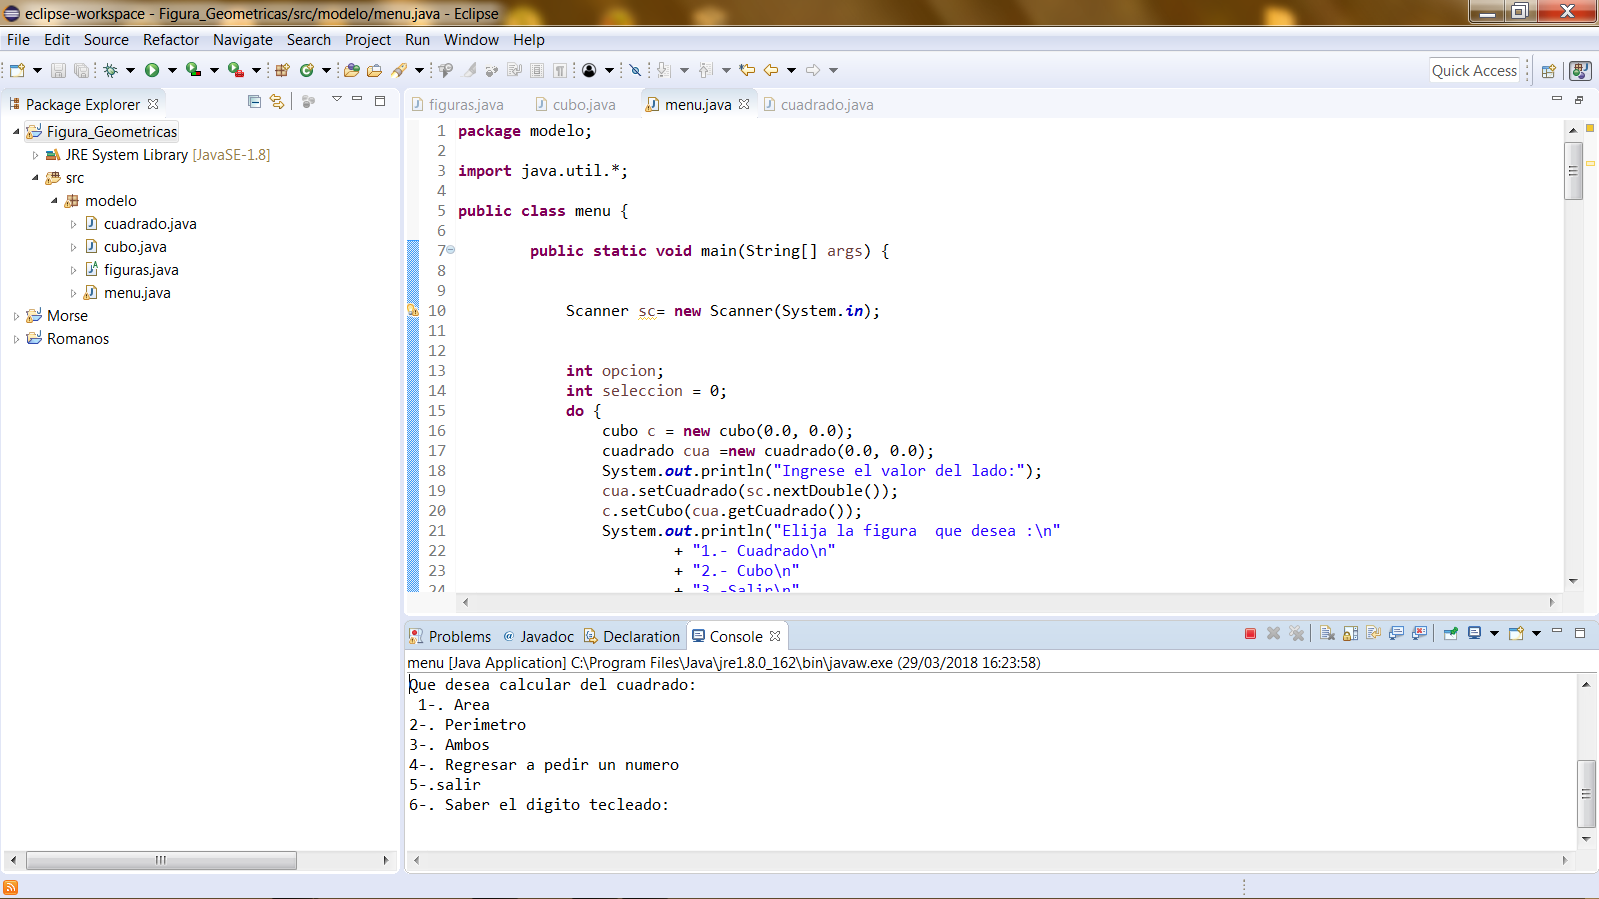 eclipse-workspace - Figura_Geometricas/src/modelo/menu.java - Eclipse
File Edit Source Refactor Navigate Search Project Run Window Help
Quick Access
Package Explorer
Figura_Geometricas
JRE System Library [JavaSE-1.8]
src
modelo
cuadrado.java
cubo.java
figuras.java
menu.java
Morse
Romanos
figuras.java cubo.java menu.java cuadrado.java
1 package modelo;
2
3 import java.util.*;
4
5 public class menu {
6
7 public static void main(String[] args) {
8
9
10 Scanner sc= new Scanner(System.in);
11
12
13 int opcion;
14 int seleccion = 0;
15 do {
16 cubo c = new cubo(0.0, 0.0);
17 cuadrado cua =new cuadrado(0.0, 0.0);
18 System.out.println("Ingrese el valor del lado:");
19 cua.setCuadrado(sc.nextDouble());
20 c.setCubo(cua.getCuadrado());
21 System.out.println("Elija la figura  que desea :\n"
22 + "1.- Cuadrado\n"
23 + "2.- Cubo\n"
24 + "3.-Salir\n"
Problems @ Javadoc Declaration Console
menu [Java Application] C:\Program Files\Java\jre1.8.0_162\bin\javaw.exe (29/03/2018 16:23:58)
Que desea calcular del cuadrado:
1-. Area
2-. Perimetro
3-. Ambos
4-. Regresar a pedir un numero
5-.salir
6-. Saber el digito tecleado: